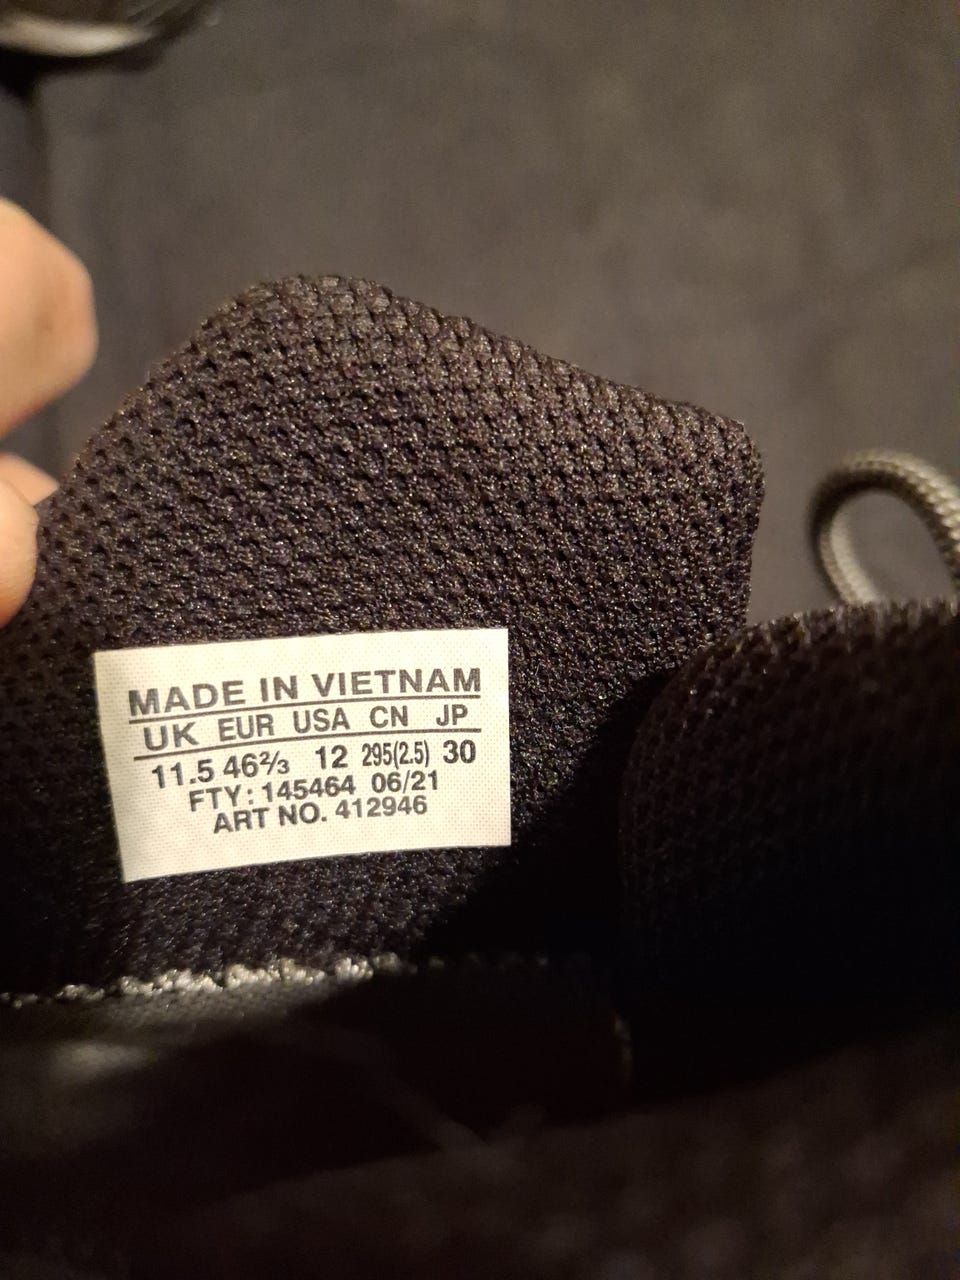 MADE IN VIETNAM
UK EUR USA CN JP
11.5 46⅔ 12 295(2.5) 30
FTY: 145464 06/21
ART NO. 412946